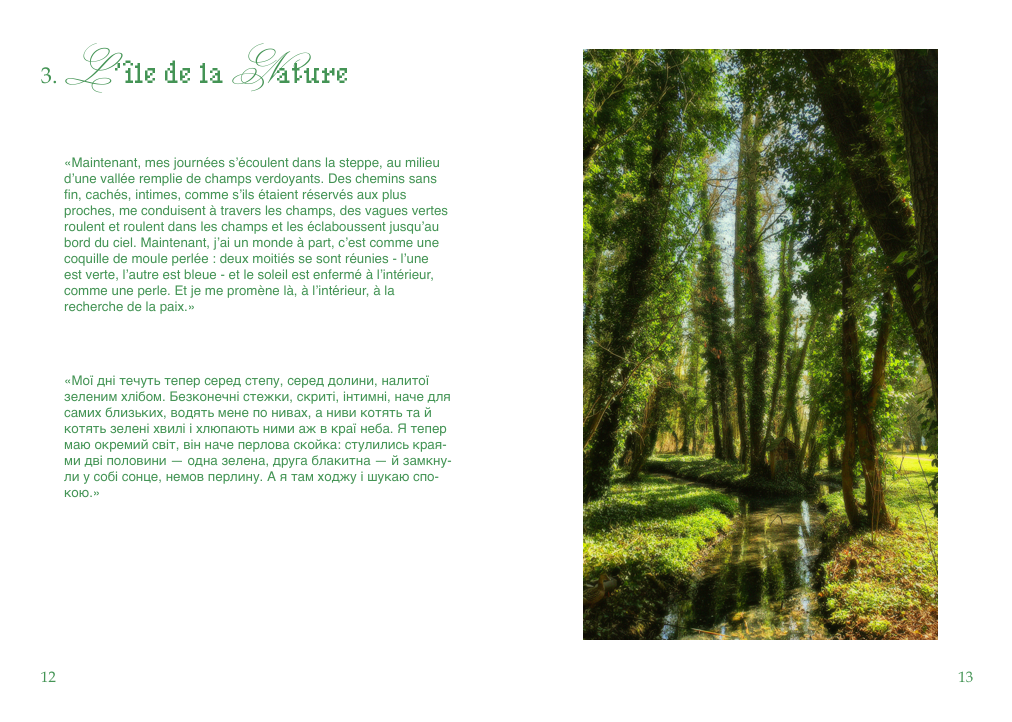 3. L'île de la Nature
«Maintenant, mes journées s’écoulent dans la steppe, au milieu
d’une vallée remplie de champs verdoyants. Des chemins sans
fin, cachés, intimes, comme s’ils étaient réservés aux plus
proches, me conduisent à travers les champs, des vagues vertes
roulent et roulent dans les champs et les éclaboussent jusqu’au
bord du ciel. Maintenant, j’ai un monde à part, c’est comme une
coquille de moule perlée : deux moitiés se sont réunies - l’une
est verte, l’autre est bleue - et le soleil est enfermé à l’intérieur,
comme une perle. Et je me promène là, à l’intérieur, à la
recherche de la paix.»
«Мої дні течуть тепер серед степу, серед долини, налитої
зеленим хлібом. Безконечні стежки, скриті, інтимні, наче для
самих близьких, водять мене по нивах, а ниви котять та й
котять зелені хвилі і хлюпають ними аж в краї неба. Я тепер
маю окремий світ, він наче перлова скойка: стулились края-
ми дві половини — одна зелена, друга блакитна — й замкну-
ли у собі сонце, немов перлину. А я там ходжу і шукаю спо-
кою.»
12
13